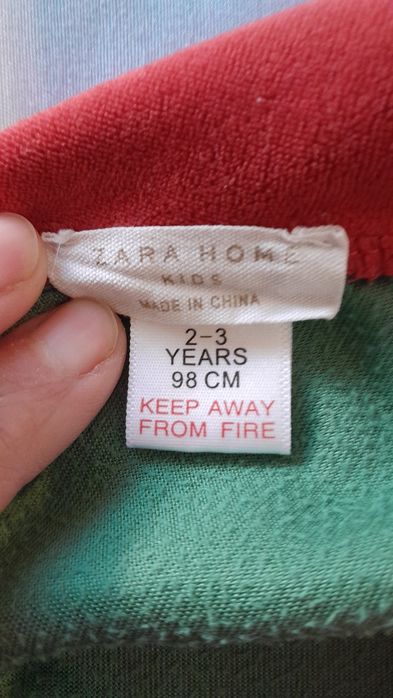 ZARA HOME
KIDS
MADE IN CHINA
2-3
YEARS
98 CM
KEEP AWAY
FROM FIRE